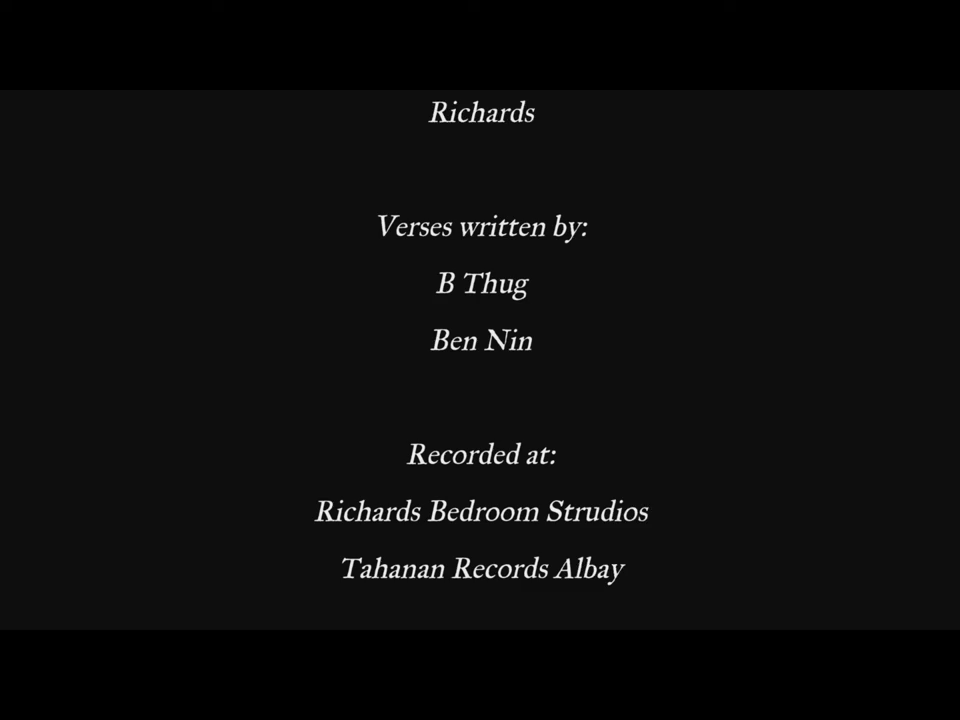 Richards
Verses written by:
B Thug
Ben Nin
Recorded at:
Richards Bedroom Strudios
Tahanan Records Albay